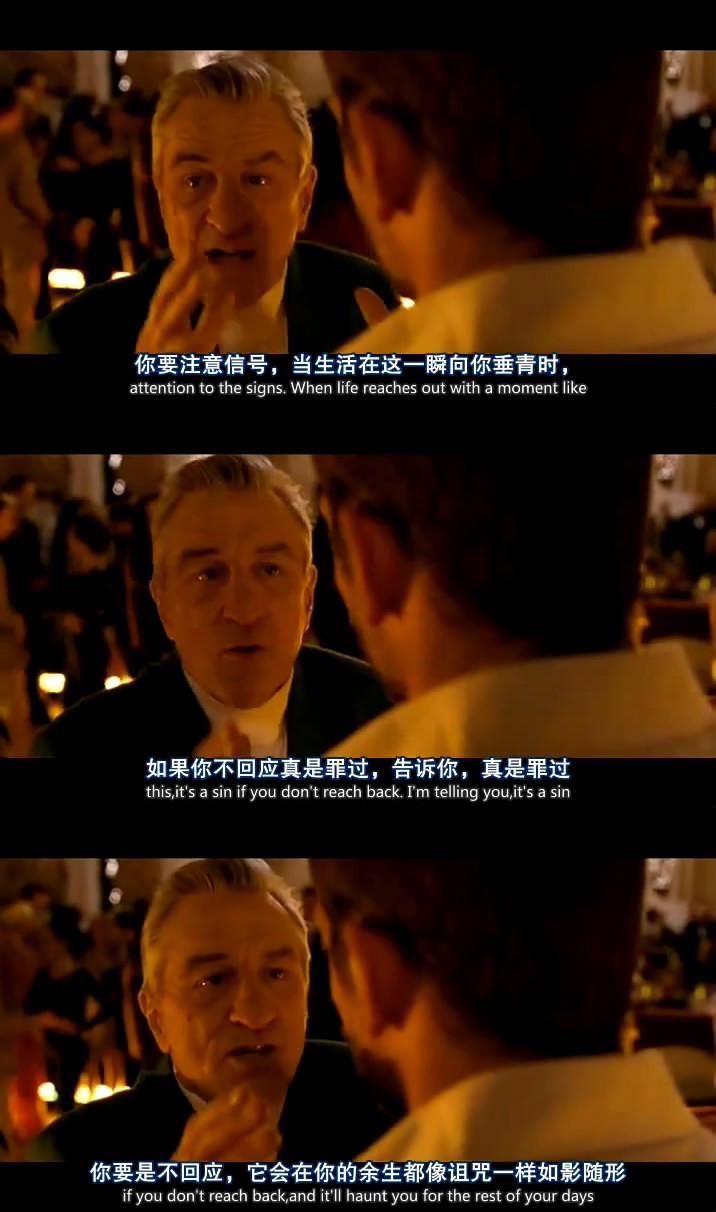 你要注意信号，当生活在这一瞬向你垂青时，
attention to the signs. When life reaches out with a moment like
如果你不回应真是罪过，告诉你，真是罪过
this,it's a sin if you don't reach back. I'm telling you,it's a sin
你要是不回应，它会在你的余生都像诅咒一样如影随形
if you don't reach back,and it'll haunt you for the rest of your days